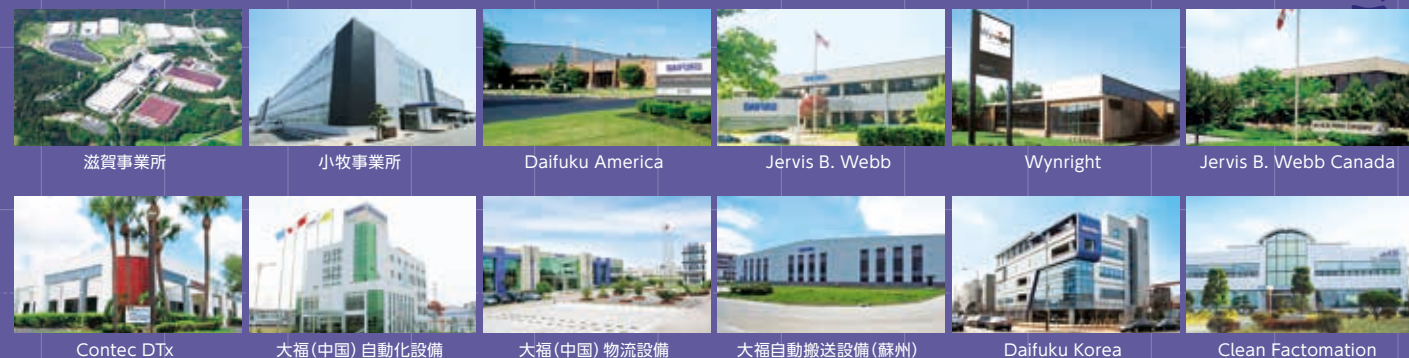 DAIFUKU
Wynright
滋賀事業所
小牧事業所
Daifuku America
Jervis B. Webb
Wynright
Jervis B. Webb Canada
Contec DTx
大福(中国)自動化設備
大福(中国)物流設備
大福自動搬送設備(蘇州)
Daifuku Korea
Clean Factomation